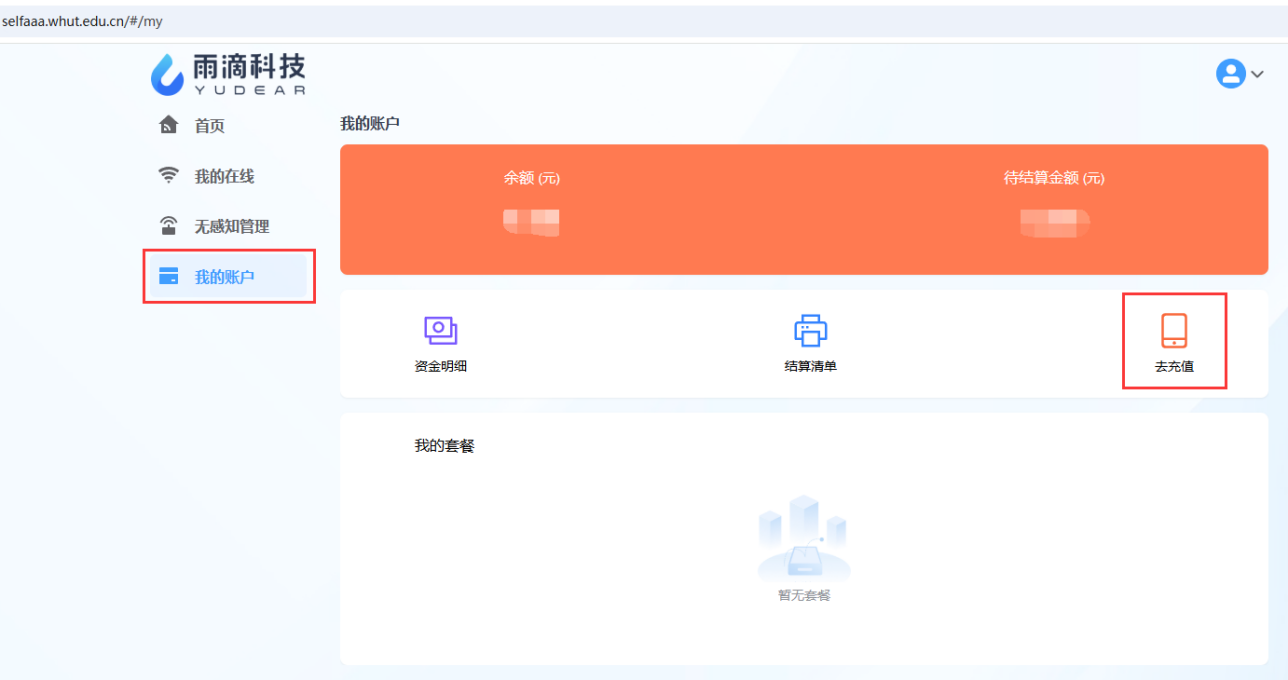 selfaaa.whut.edu.cn/#/my
雨滴科技
YUDEAR
首页
我的在线
无感知管理
我的账户
我的账户
余额 (元)
待结算金额 (元)
资金明细
结算清单
去充值
我的套餐
暂无套餐